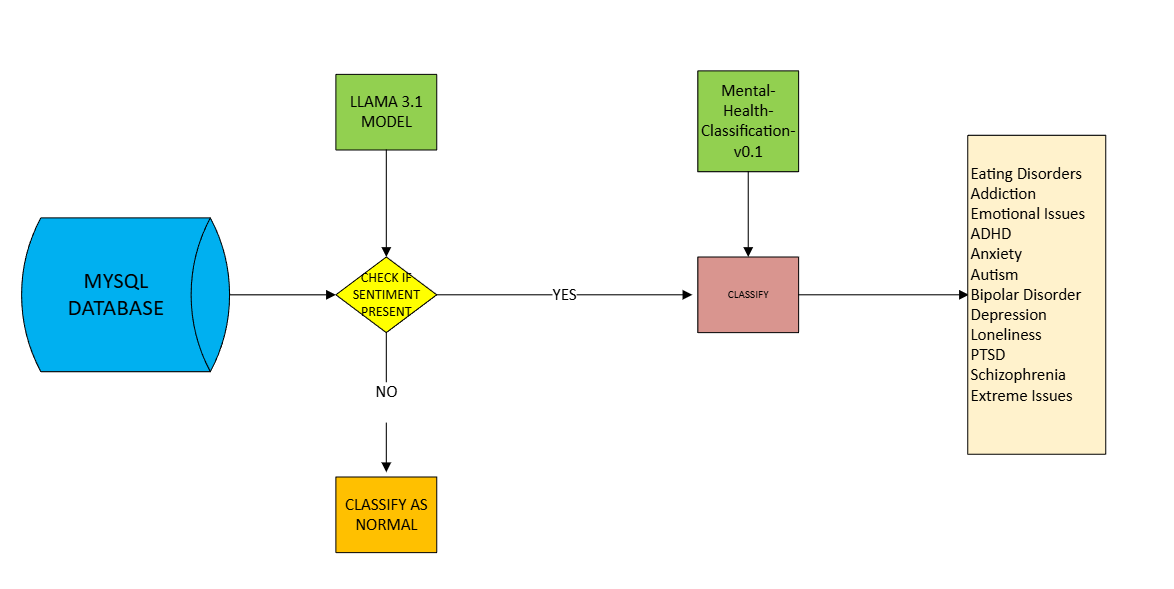 LLAMA 3.1
MODEL
Mental-
Health-
Classification-
v0.1
MYSQL
DATABASE
CHECK IF
SENTIMENT
PRESENT
YES
CLASSIFY
Eating Disorders
Addiction
Emotional Issues
ADHD
Anxiety
Autism
Bipolar Disorder
Depression
Loneliness
PTSD
Schizophrenia
Extreme Issues
NO
CLASSIFY AS
NORMAL